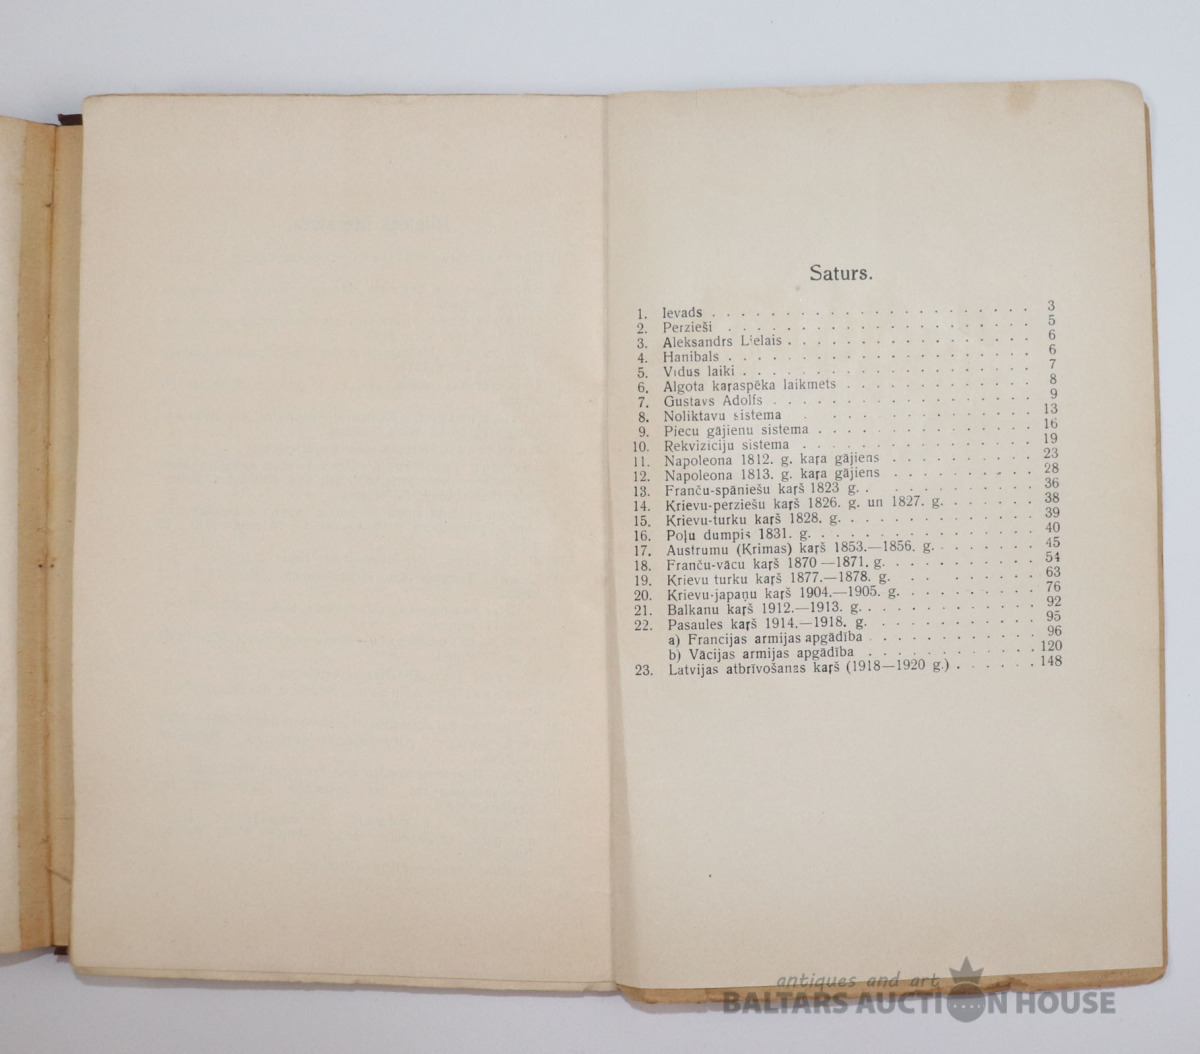 Saturs.
1. Ievads . . . . . . . . . . . . . . . . . . . . . . 3
2. Perzieši . . . . . . . . . . . . . . . . . . . . . 5
3. Aleksandrs Lielais . . . . . . . . . . . . . . . . . 6
4. Hanibals . . . . . . . . . . . . . . . . . . . . . 6
5. Vidus laiki . . . . . . . . . . . . . . . . . . . . 7
6. Algota kaŗaspēka laikmets . . . . . . . . . . . . . 8
7. Gustavs Adolfs . . . . . . . . . . . . . . . . . . 9
8. Noliktavu sistema . . . . . . . . . . . . . . . . 13
9. Piecu gājienu sistema . . . . . . . . . . . . . . . 16
10. Rekviziciju sistema . . . . . . . . . . . . . . . . 19
11. Napoleona 1812. g. kaŗa gājiens . . . . . . . . . . 23
12. Napoleona 1813. g. kaŗa gājiens . . . . . . . . . . 28
13. Franču-spāniešu kaŗš 1823 g. . . . . . . . . . . . . 36
14. Krievu-perziešu kaŗš 1826. g. un 1827. g. . . . . . . 38
15. Krievu-turku kaŗš 1828. g. . . . . . . . . . . . . . 39
16. Poļu dumpis 1831. g. . . . . . . . . . . . . . . . . 40
17. Austrumu (Krimas) kaŗš 1853.—1856. g. . . . . . . . . 45
18. Franču-vācu kaŗš 1870—1871. g. . . . . . . . . . . . 54
19. Krievu turku kaŗš 1877.—1878. g. . . . . . . . . . . 63
20. Krievu-japaņu kaŗš 1904.—1905. g. . . . . . . . . . . 76
21. Balkanu kaŗš 1912.—1913. g. . . . . . . . . . . . . . 92
22. Pasaules kaŗš 1914.—1918. g. . . . . . . . . . . . . 95
a) Francijas armijas apgādība . . . . . . . . . . . 96
b) Vācijas armijas apgādība . . . . . . . . . . . . 120
23. Latvijas atbrīvošanas kaŗš (1918—1920 g.) . . . . . . 148
antiques and art
BALTARS AUCTION HOUSE